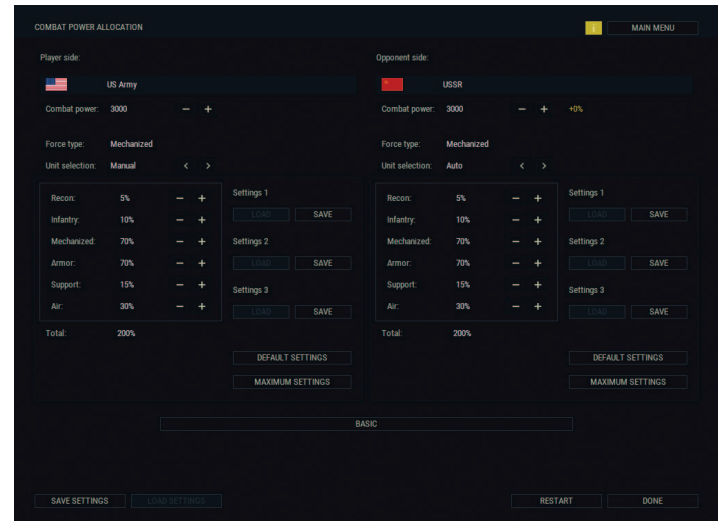 COMBAT POWER ALLOCATION
i
MAIN MENU
Player side:
US Army
Combat power: 3000 − +
Force type: Mechanized
Unit selection: Manual < >
Recon: 5% − +
Infantry: 10% − +
Mechanized: 70% − +
Armor: 70% − +
Support: 15% − +
Air: 30% − +
Total: 200%
Settings 1
LOAD SAVE
Settings 2
LOAD SAVE
Settings 3
LOAD SAVE
DEFAULT SETTINGS
MAXIMUM SETTINGS
Opponent side:
USSR
Combat power: 3000 − + +0%
Force type: Mechanized
Unit selection: Auto < >
Recon: 5% − +
Infantry: 10% − +
Mechanized: 70% − +
Armor: 70% − +
Support: 15% − +
Air: 30% − +
Total: 200%
Settings 1
LOAD SAVE
Settings 2
LOAD SAVE
Settings 3
LOAD SAVE
DEFAULT SETTINGS
MAXIMUM SETTINGS
BASIC
SAVE SETTINGS LOAD SETTINGS RESTART DONE